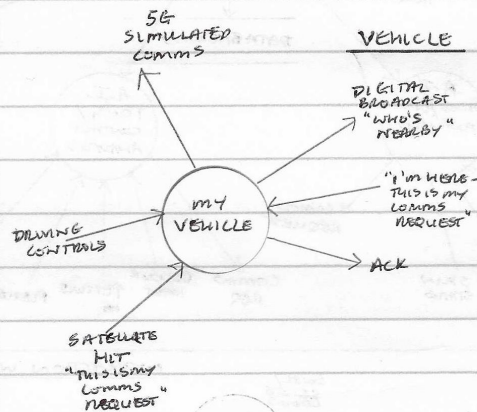 5G
SIMULATED
COMMS
VEHICLE
DIGITAL
BROADCAST
"WHO'S
NEARBY"
"I'M HERE -
THIS IS MY
COMMS
REQUEST"
MY
VEHICLE
DRIVING
CONTROLS
ACK
SATELLITE
HIT
"THIS IS MY
COMMS "
REQUEST